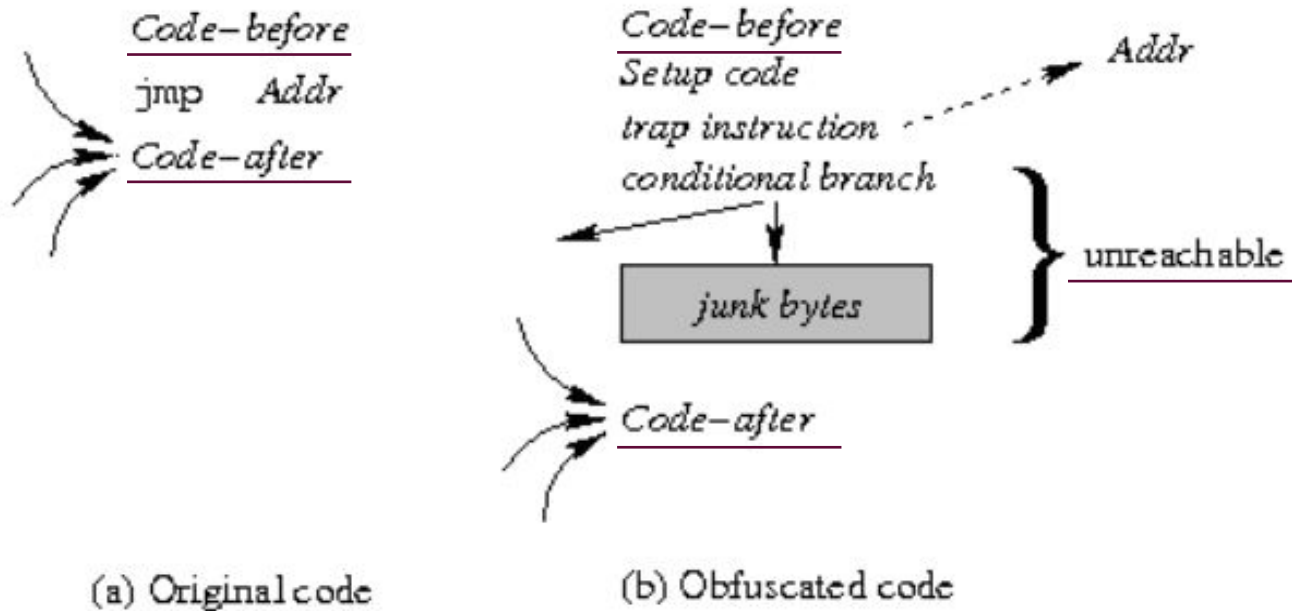 Code-before
jmp Addr
Code-after
(a) Original code
Code-before
Setup code
trap instruction
conditional branch
junk bytes
Code-after
Addr
unreachable
(b) Obfuscated code